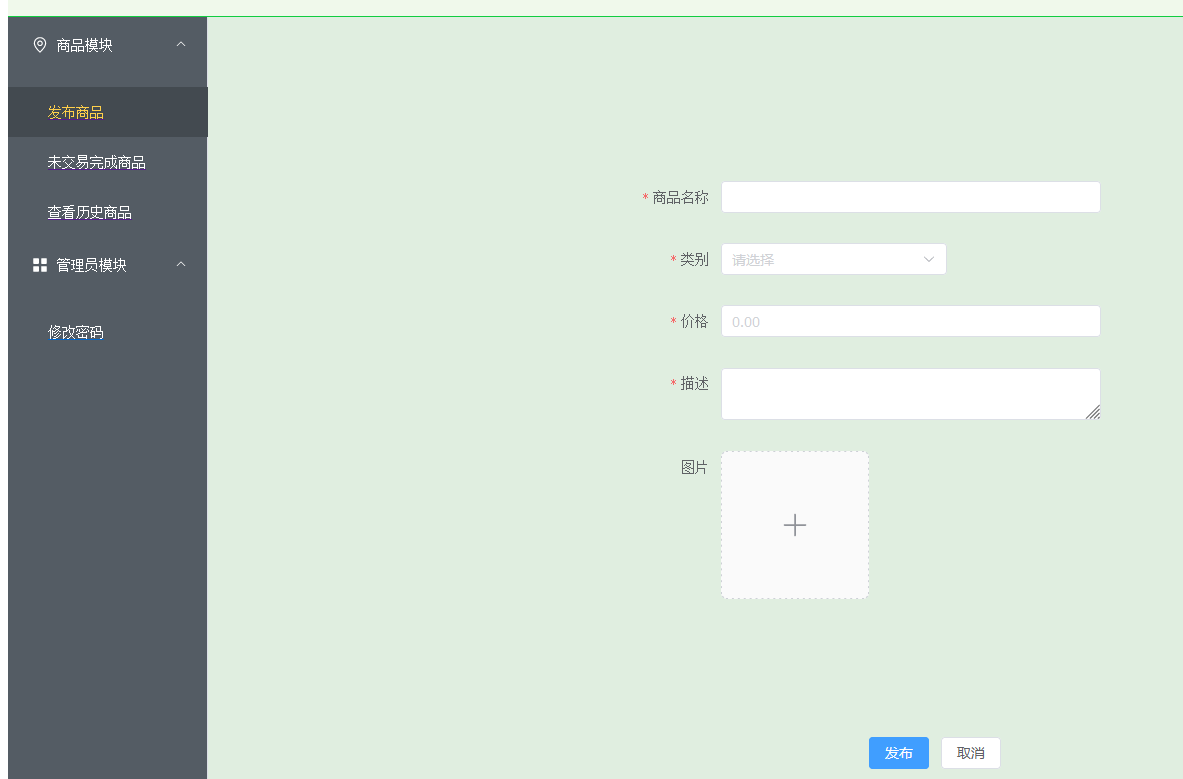 商品模块
发布商品
未交易完成商品
查看历史商品
管理员模块
修改密码
* 商品名称
* 类别 请选择
* 价格 0.00
* 描述
图片
发布 取消